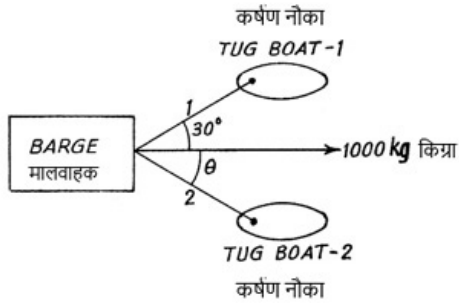 कर्षण नौका
TUG BOAT-1
1
30°
BARGE
मालवाहक
1000 kg किग्रा
θ
2
TUG BOAT-2
कर्षण नौका